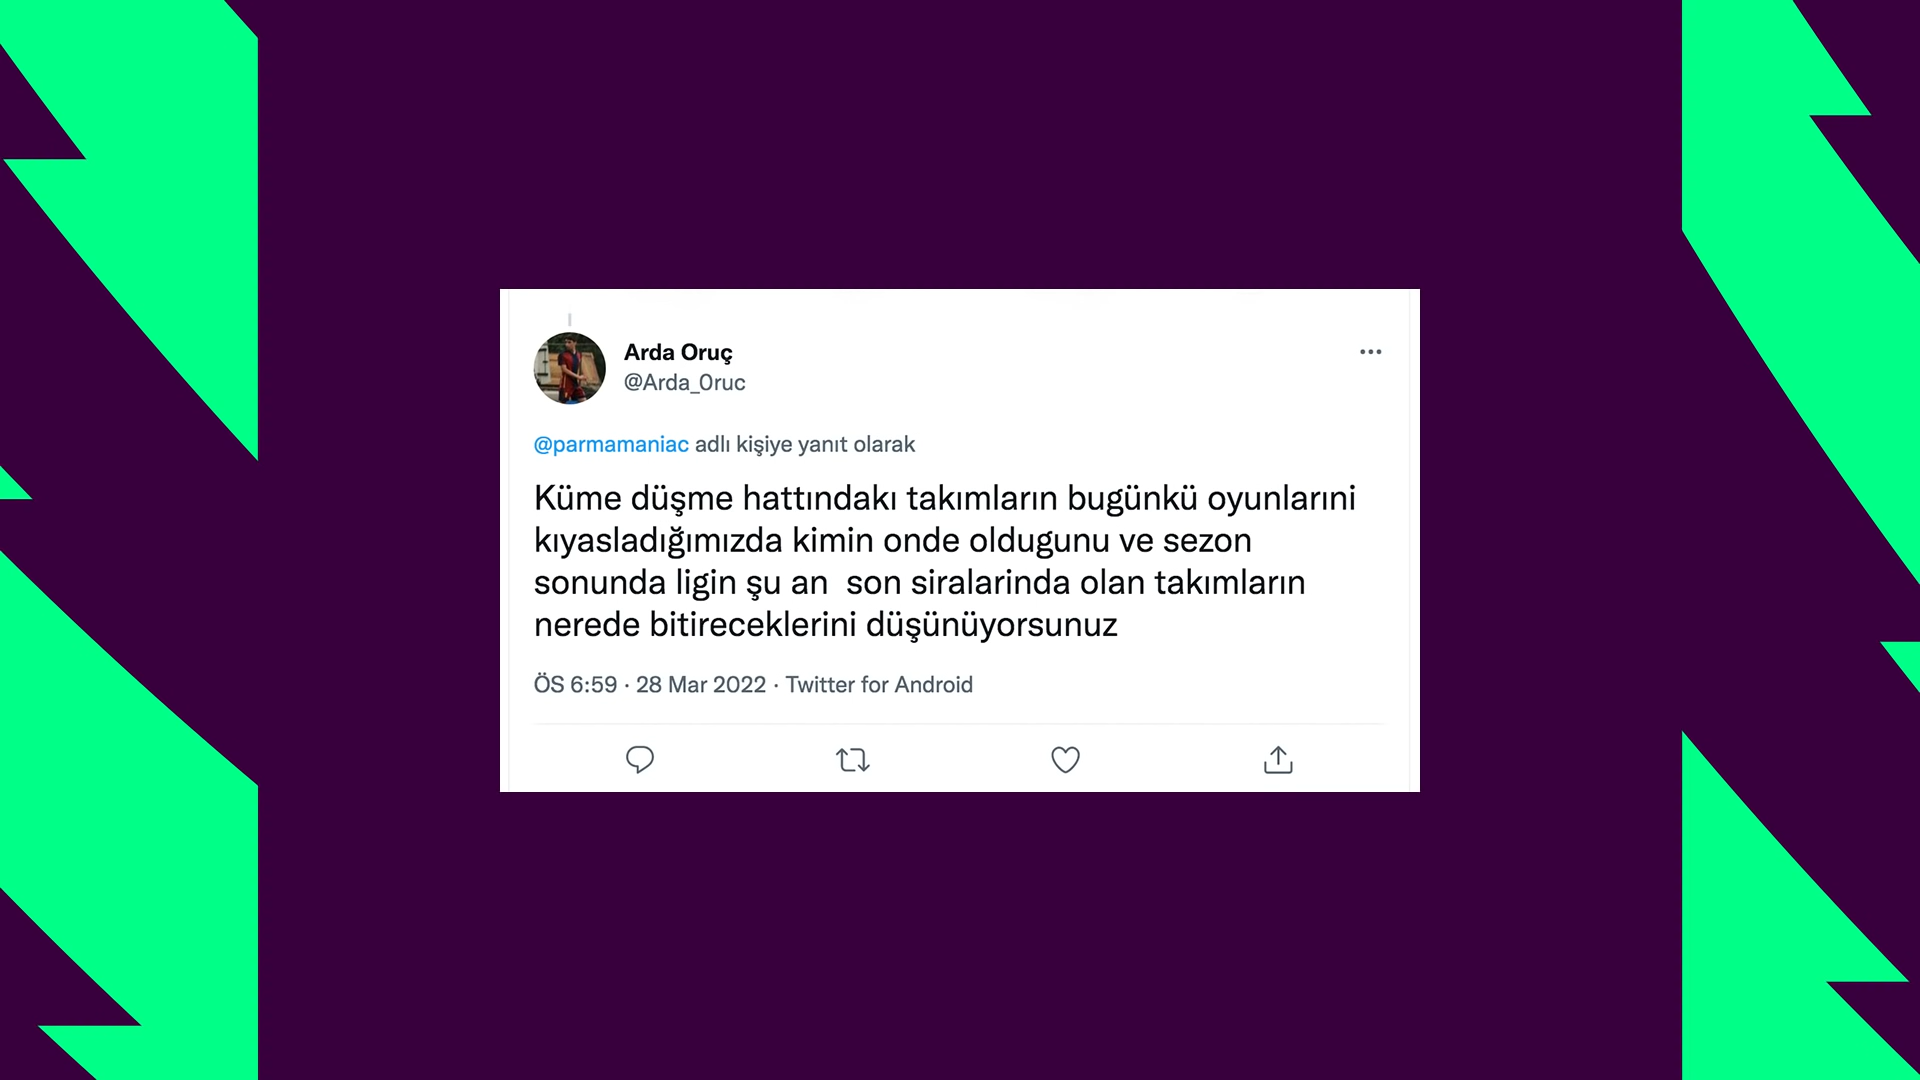 Arda Oruç
@Arda_Oruc
@parmamaniac adlı kişiye yanıt olarak
Küme düşme hattındakı takımların bugünkü oyunlarıni
kıyasladığımızda kimin onde oldugunu ve sezon
sonunda ligin şu an  son siralarinda olan takımların
nerede bitireceklerini düşünüyorsunuz
ÖS 6:59 · 28 Mar 2022 · Twitter for Android